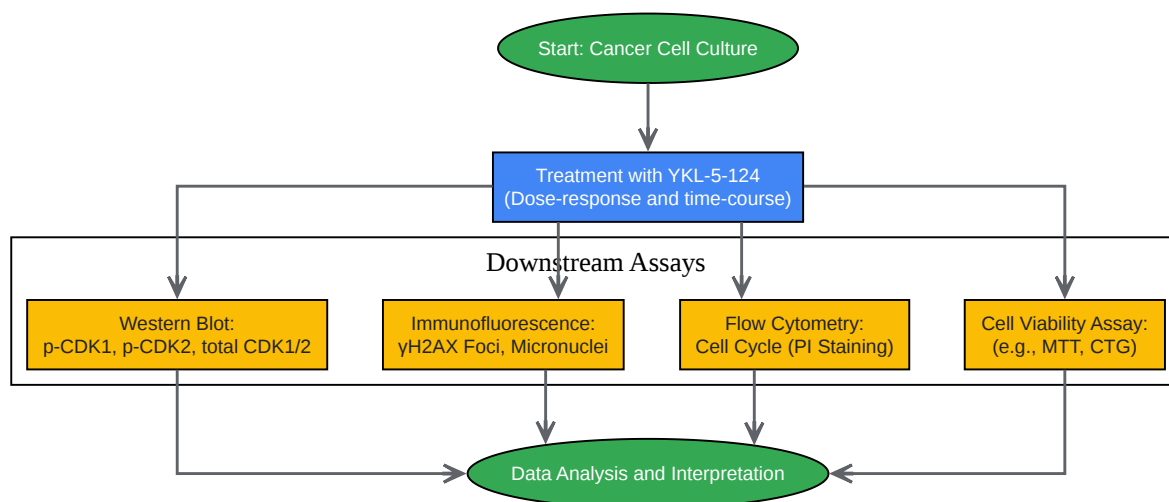 Start: Cancer Cell Culture
Treatment with YKL-5-124
(Dose-response and time-course)
Downstream Assays
Western Blot:
p-CDK1, p-CDK2, total CDK1/2
Immunofluorescence:
γH2AX Foci, Micronuclei
Flow Cytometry:
Cell Cycle (PI Staining)
Cell Viability Assay:
(e.g., MTT, CTG)
Data Analysis and Interpretation